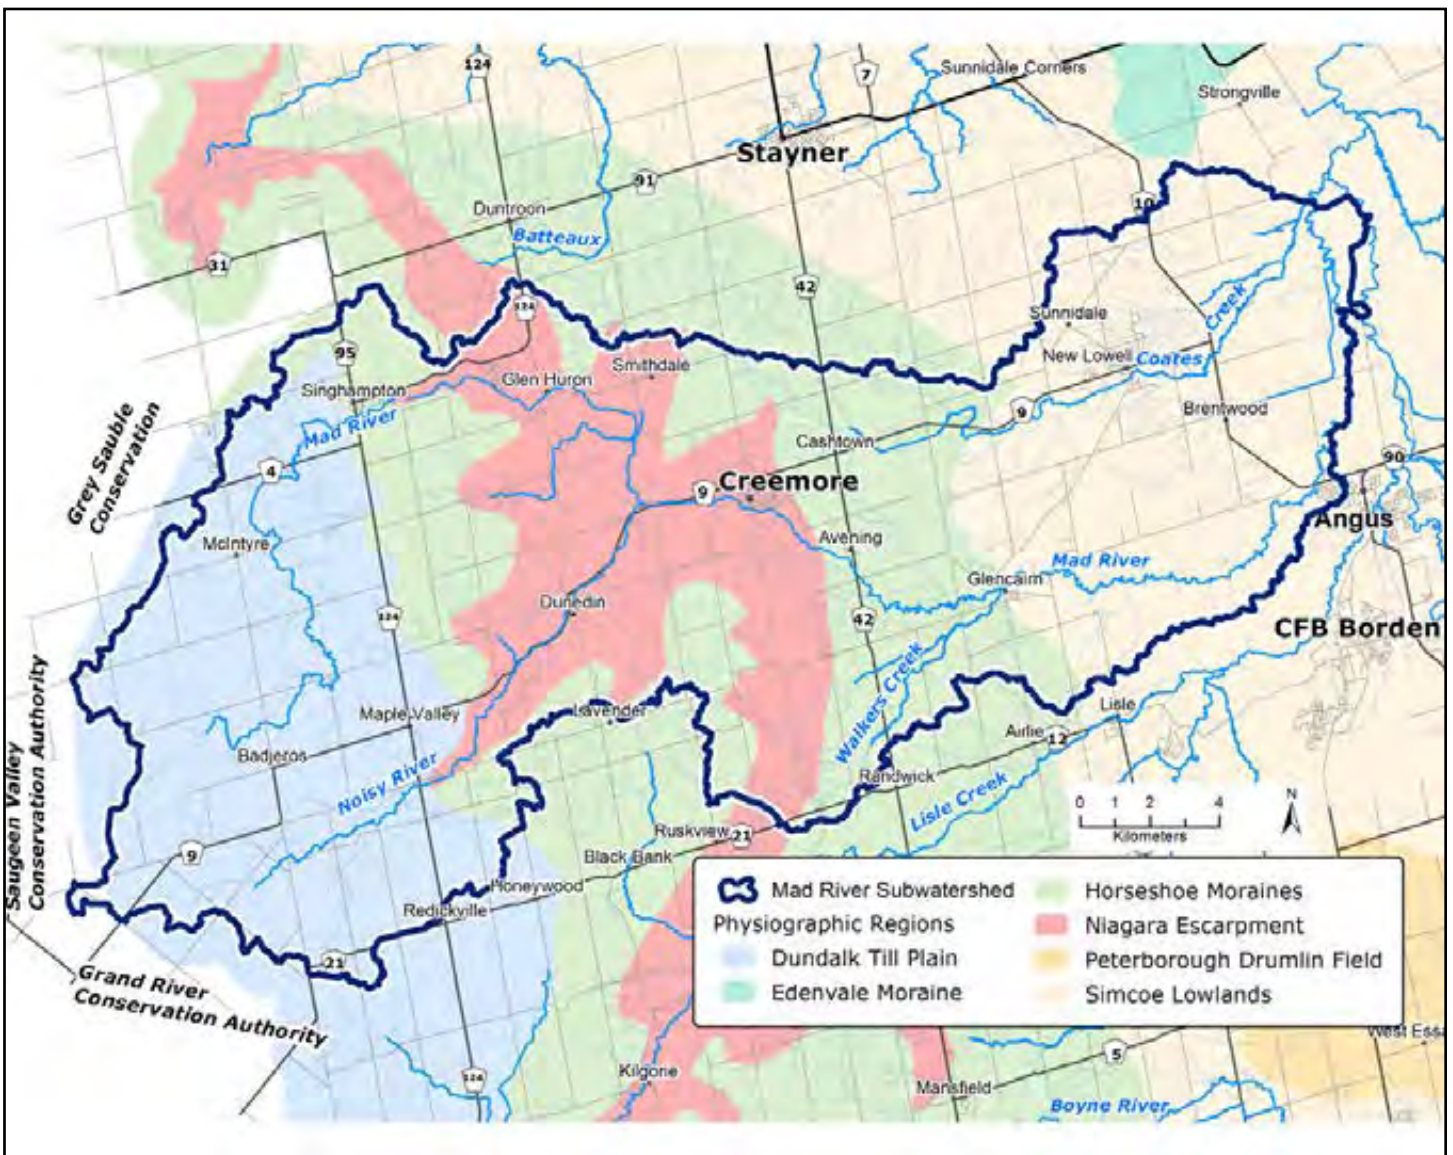 124
7
Sunnidale Corners
Strongville
Stayner
91
10
Duntroon
Batteaux
31
42
124
Creek
Sunnidale
95
Smithdale
New Lowell
Coates
Singhampton
Glen Huron
Mad River
9
Brentwood
Grey Sauble
Conservation
4
Cashtown
90
9
Creemore
Angus
McIntyre
Avening
Mad River
Glencairn
124
Dunedin
42
CFB Borden
Saugeen Valley
Conservation Authority
Walkers Creek
Maple Valley
Lavender
Lisle
Airlie
12
Badjeros
Noisy River
Randwick
Lisle Creek
0 1 2 4
Kilometers
N
Ruskview
21
9
Black Bank
Honeywood
Redickville
21
Grand River
Conservation Authority
Mad River Subwatershed
Physiographic Regions
Dundalk Till Plain
Edenvale Moraine
Horseshoe Moraines
Niagara Escarpment
Peterborough Drumlin Field
Simcoe Lowlands
West Essa
5
124
Kilgorie
Mansfield
Boyne River